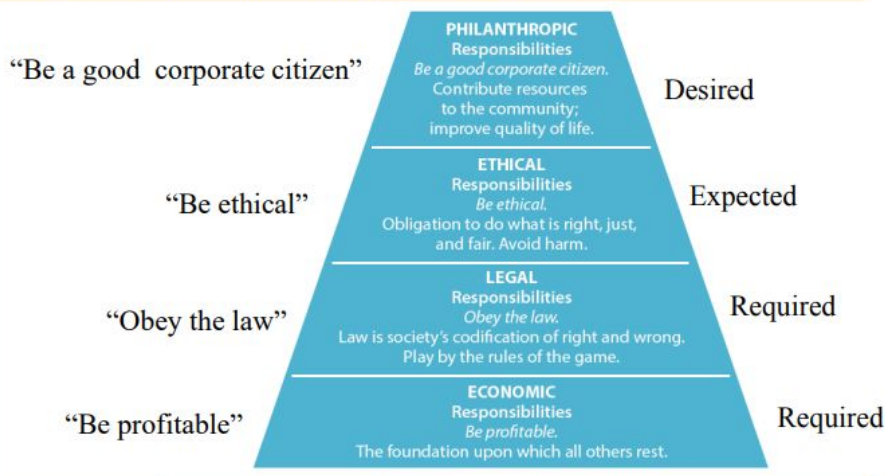 PHILANTHROPIC
Responsibilities
“Be a good  corporate citizen”
Be a good corporate citizen.
Contribute resources
Desired
to the community;
improve quality of life.
ETHICAL
Responsibilities
“Be ethical”
Be ethical.
Expected
Obligation to do what is right, just,
and fair. Avoid harm.
LEGAL
Responsibilities
“Obey the law”
Obey the law.
Required
Law is society’s codification of right and wrong.
Play by the rules of the game.
ECONOMIC
Responsibilities
“Be profitable”
Be profitable.
Required
The foundation upon which all others rest.